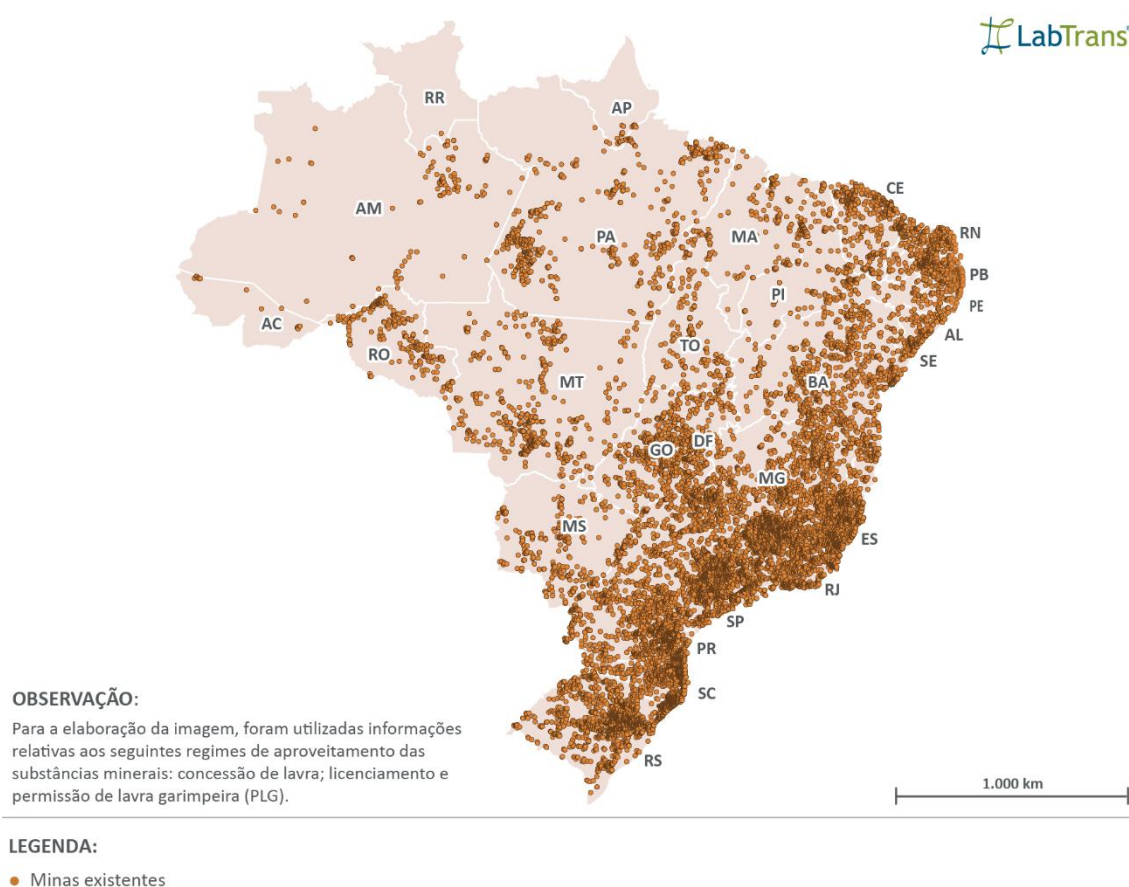 LabTrans
RR
AP
AM
PA
MA
CE
RN
PB
PE
AL
SE
PI
AC
RO
TO
MT
BA
GO
DF
MG
MS
ES
RJ
SP
PR
SC
RS
OBSERVAÇÃO:
Para a elaboração da imagem, foram utilizadas informações
relativas aos seguintes regimes de aproveitamento das
substâncias minerais: concessão de lavra; licenciamento e
permissão de lavra garimpeira (PLG).
1.000 km
LEGENDA:
Minas existentes